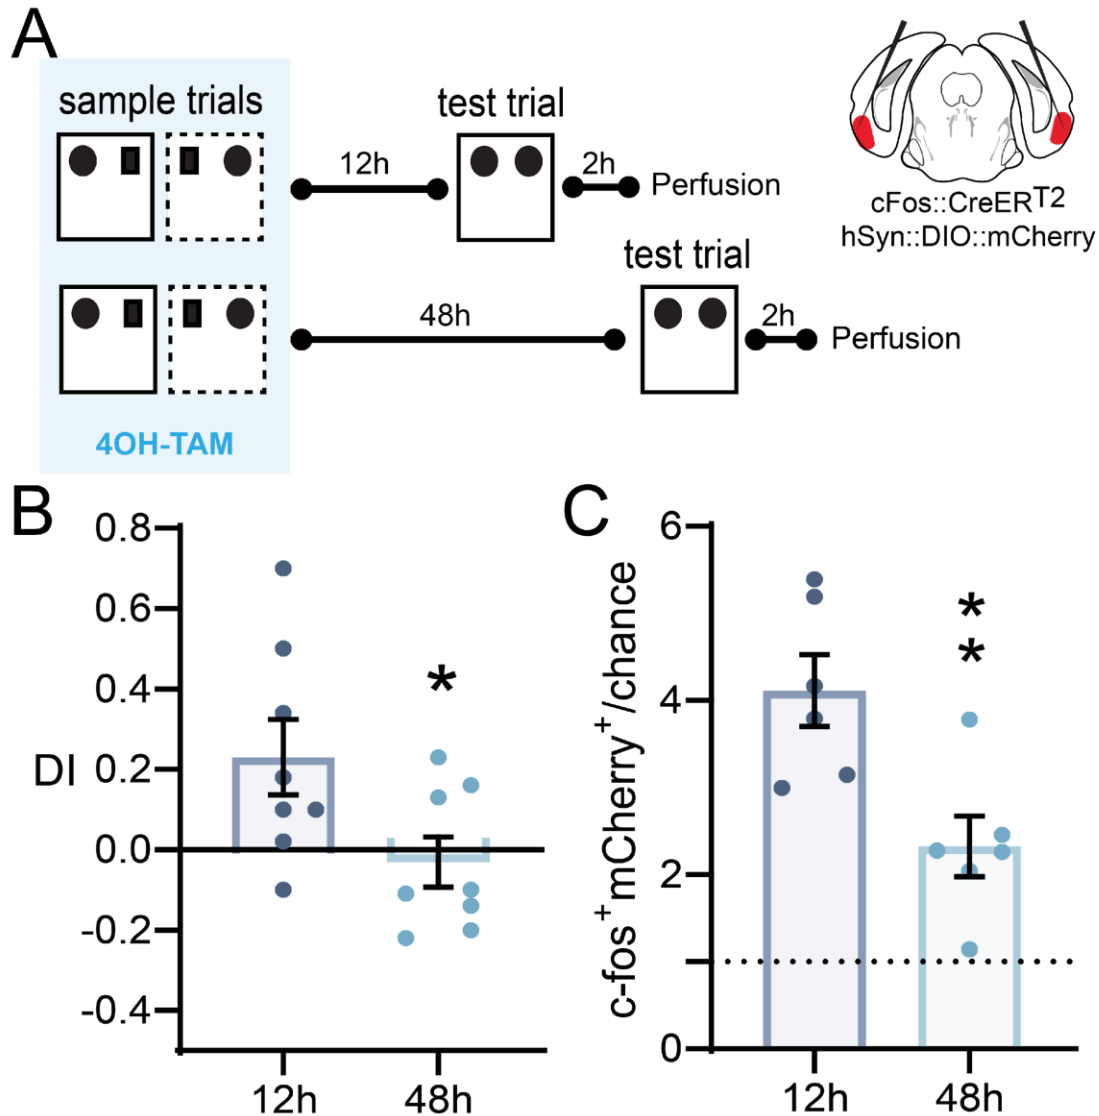 A
sample trials
test trial
12h
2h
Perfusion
cFos::CreERT2
hSyn::DIO::mCherry
test trial
48h
2h
Perfusion
4OH-TAM
B
0.8
0.6
0.4
0.2
0.0
-0.2
-0.4
DI
*
12h
48h
C
6
4
2
0
c-fos+mCherry+/chance
*
*
12h
48h